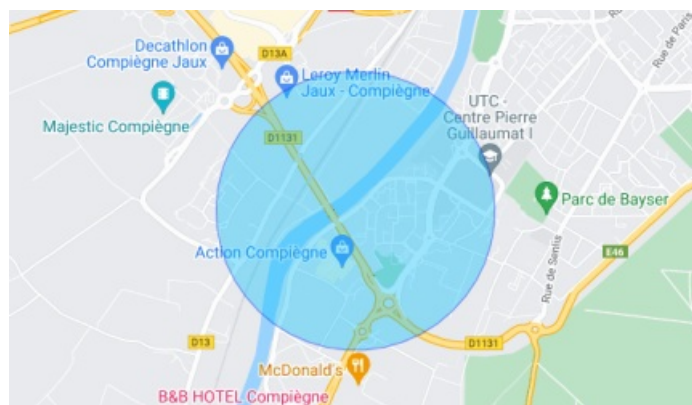 Decathlon
Compiègne Jaux
D13A
Rue de Paris
Leroy Merlin
Jaux - Compiègne
Majestic Compiègne
D1131
UTC -
Centre Pierre
Guillaumat I
Parc de Bayser
Action Compiègne
E46
Rue de Senlis
D13
D1131
McDonald's
B&B HOTEL Compiègne